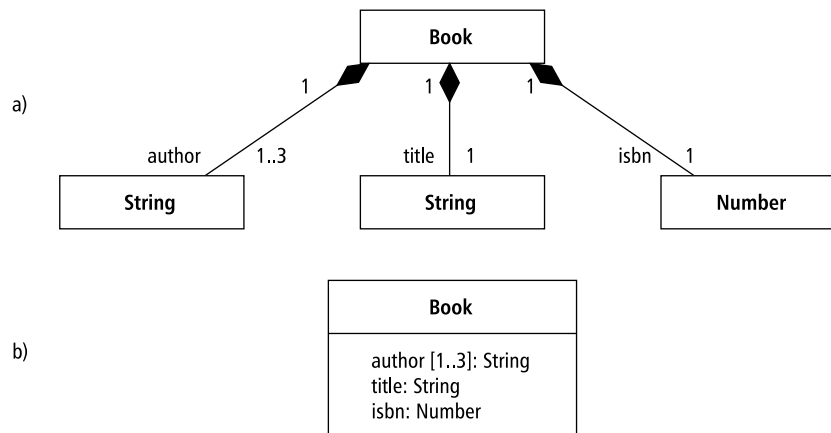 Book
1 1 1
a)
author 1..3 title 1 isbn 1
String String Number
Book
b)
author [1..3]: String
title: String
isbn: Number